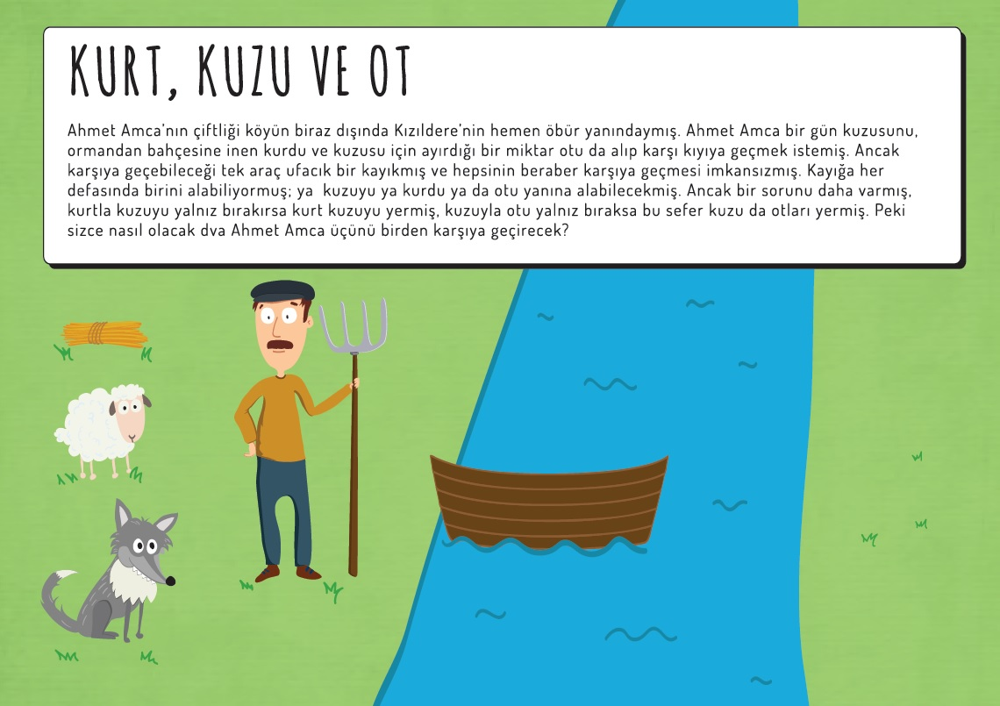 KURT, KUZU VE OT
Ahmet Amca'nın çiftliği köyün biraz dışında Kızıldere'nin hemen öbür yanındaymış. Ahmet Amca bir gün kuzusunu,
ormandan bahçesine inen kurdu ve kuzusu için ayırdığı bir miktar otu da alıp karşı kıyıya geçmek istemiş. Ancak
karşıya geçebileceği tek araç ufacık bir kayıkmış ve hepsinin beraber karşıya geçmesi imkansızmış. Kayığa her
defasında birini alabiliyormuş; ya kuzuyu ya kurdu ya da otu yanına alabilecekmiş. Ancak bir sorunu daha varmış,
kurtla kuzuyu yalnız bırakırsa kurt kuzuyu yermiş, kuzuyla otu yalnız bıraksa bu sefer kuzu da otları yermiş. Peki
sizce nasıl olacak dva Ahmet Amca üçünü birden karşıya geçirecek?